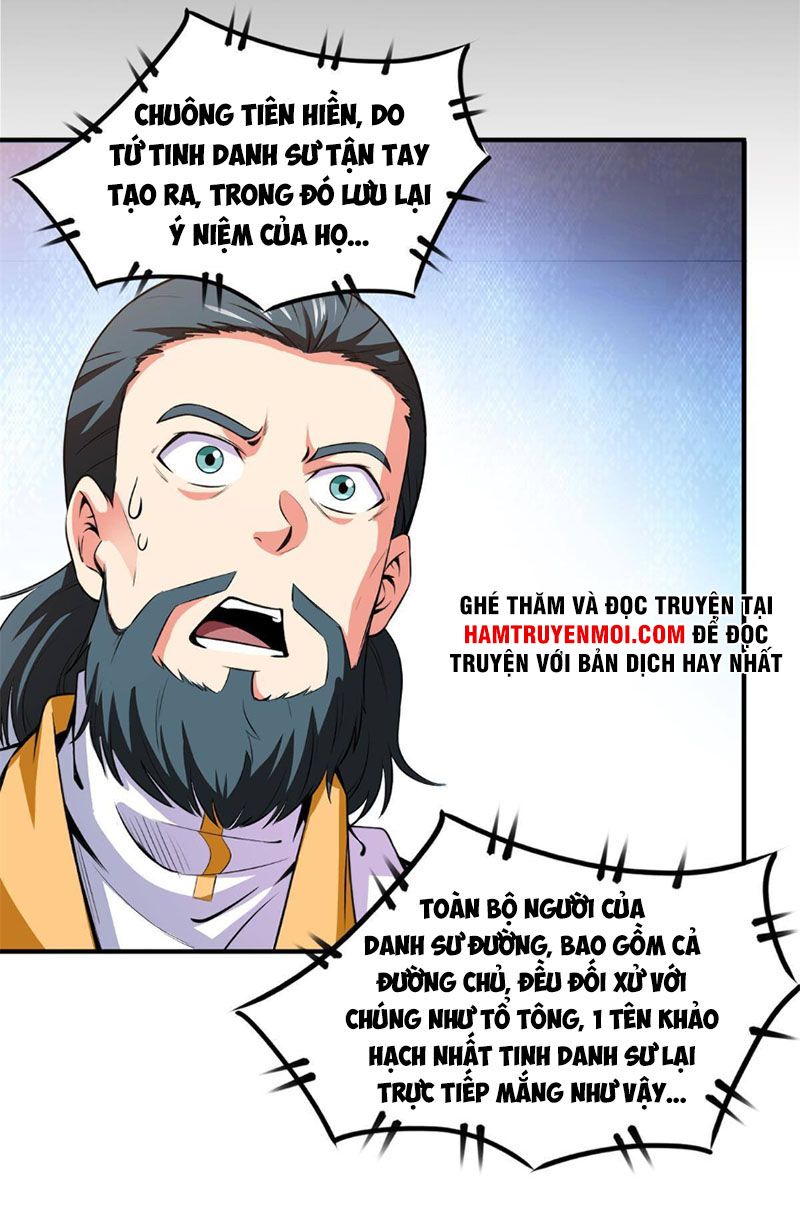 CHUÔNG TIÊN HIỀN, DO
TỨ TINH DANH SƯ TẬN TAY
TẠO RA, TRONG ĐÓ LƯU LẠI
Ý NIỆM CỦA HỌ...
GHÉ THĂM VÀ ĐỌC TRUYỆN TẠI
HAMTRUYENMOI.COM ĐỂ ĐỌC
TRUYỆN VỚI BẢN DỊCH HAY NHẤT
TOÀN BỘ NGƯỜI CỦA
DANH SƯ ĐƯỜNG, BAO GỒM CẢ
ĐƯỜNG CHỦ, ĐỀU ĐỐI XỬ VỚI
CHÚNG NHƯ TỔ TÔNG, 1 TÊN KHẢO
HẠCH NHẤT TINH DANH SƯ LẠI
TRỰC TIẾP MẮNG NHƯ VẬY...